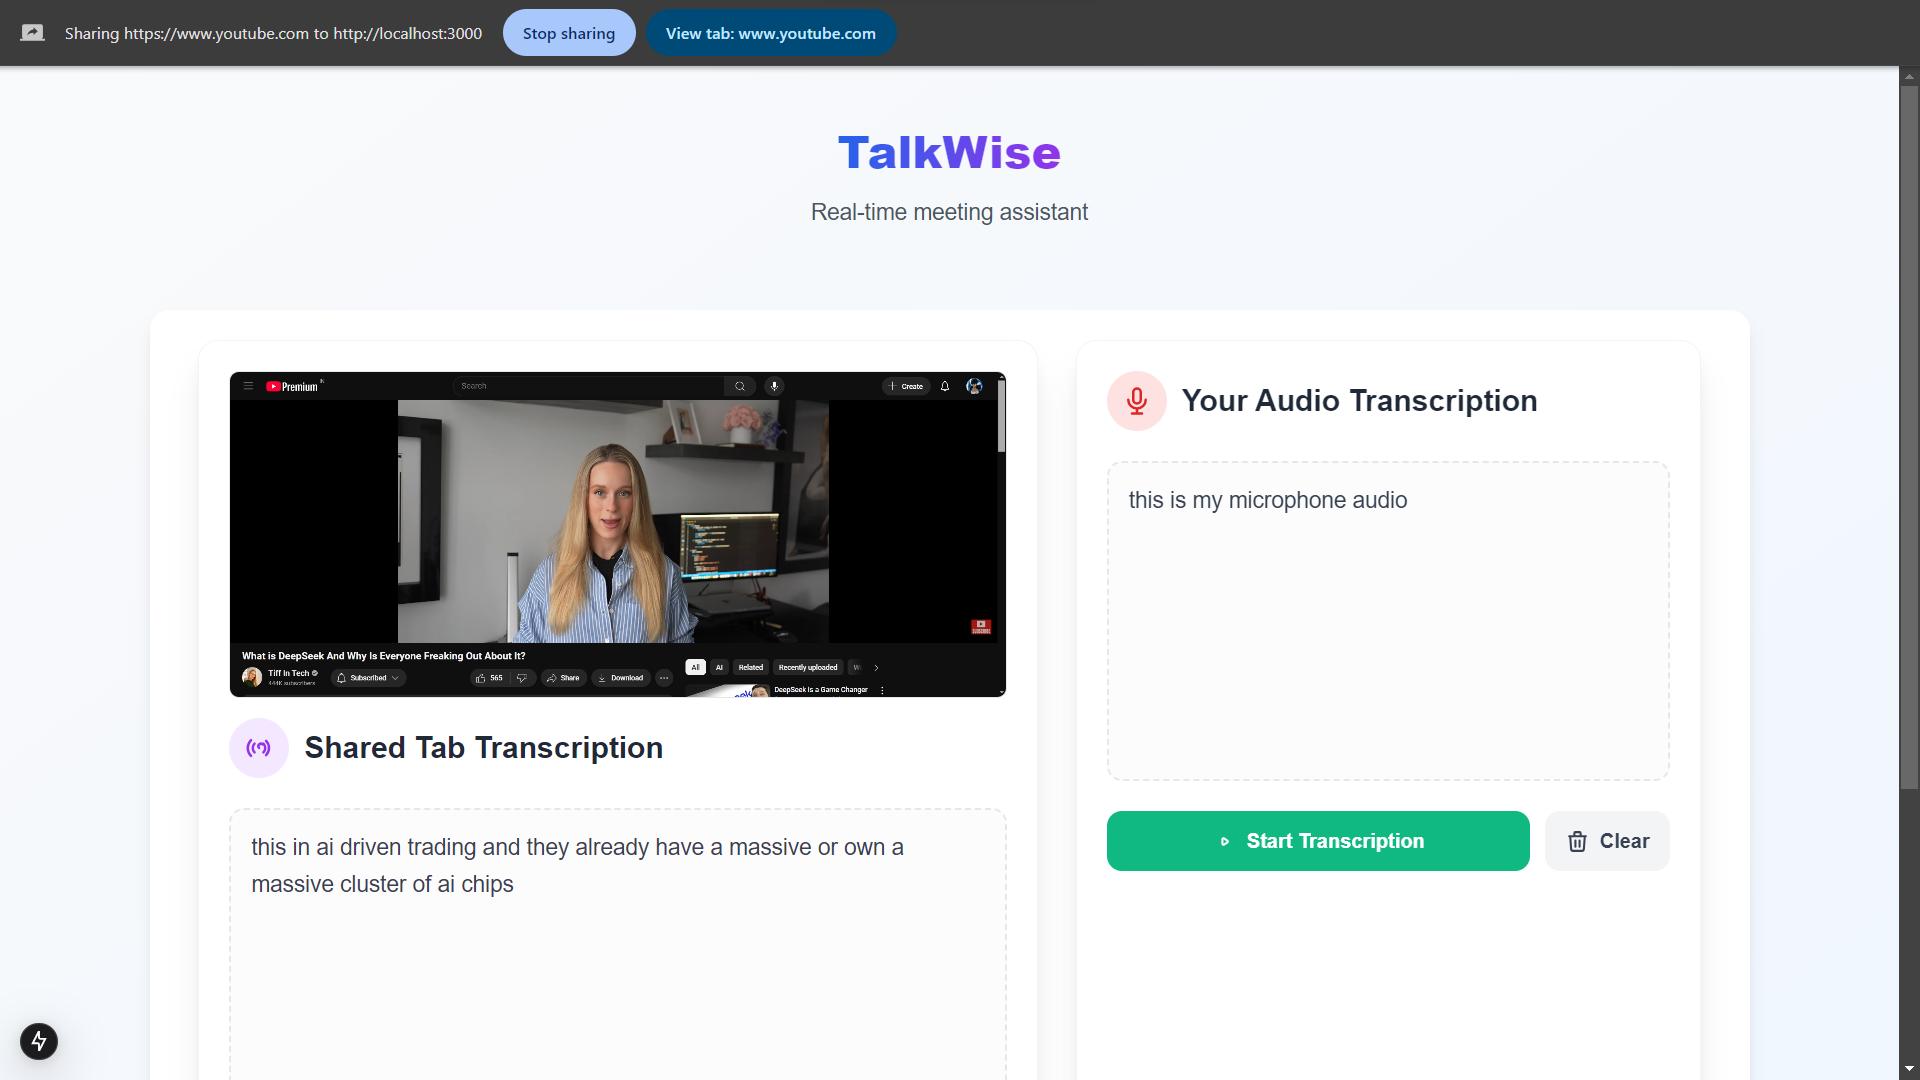 Sharing https://www.youtube.com to http://localhost:3000
Stop sharing
View tab: www.youtube.com
TalkWise
Real-time meeting assistant
Premium IN
Search
Create
SUBSCRIBE
What is DeepSeek And Why Is Everyone Freaking Out About It?
Tiff In Tech
444K subscribers
Subscribed
565
Share
Download
All
AI
Related
Recently uploaded
DeepSeek is a Game Changer
Shared Tab Transcription
this in ai driven trading and they already have a massive or own a
massive cluster of ai chips
Your Audio Transcription
this is my microphone audio
Start Transcription
Clear